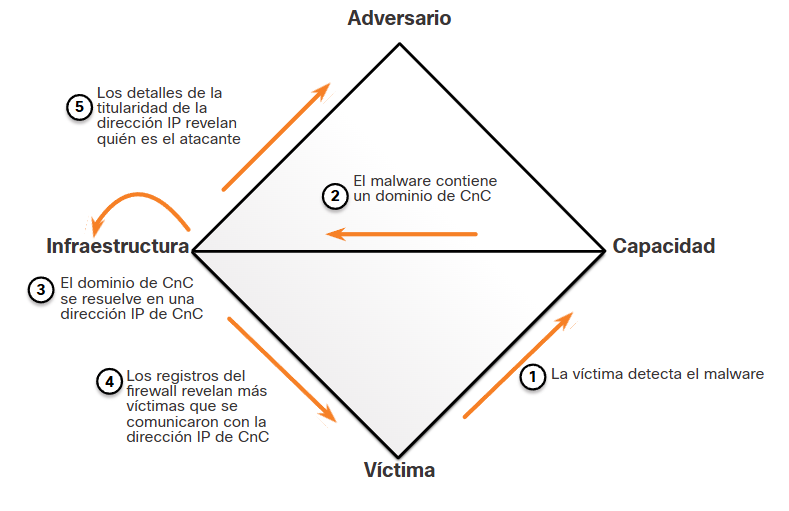 Adversario
5
Los detalles de la
titularidad de la
dirección IP revelan
quién es el atacante
2
El malware contiene
un dominio de CnC
Infraestructura
Capacidad
3
El dominio de CnC
se resuelve en una
dirección IP de CnC
4
Los registros del
firewall revelan más
víctimas que se
comunicaron con la
dirección IP de CnC
1
La víctima detecta el malware
Víctima